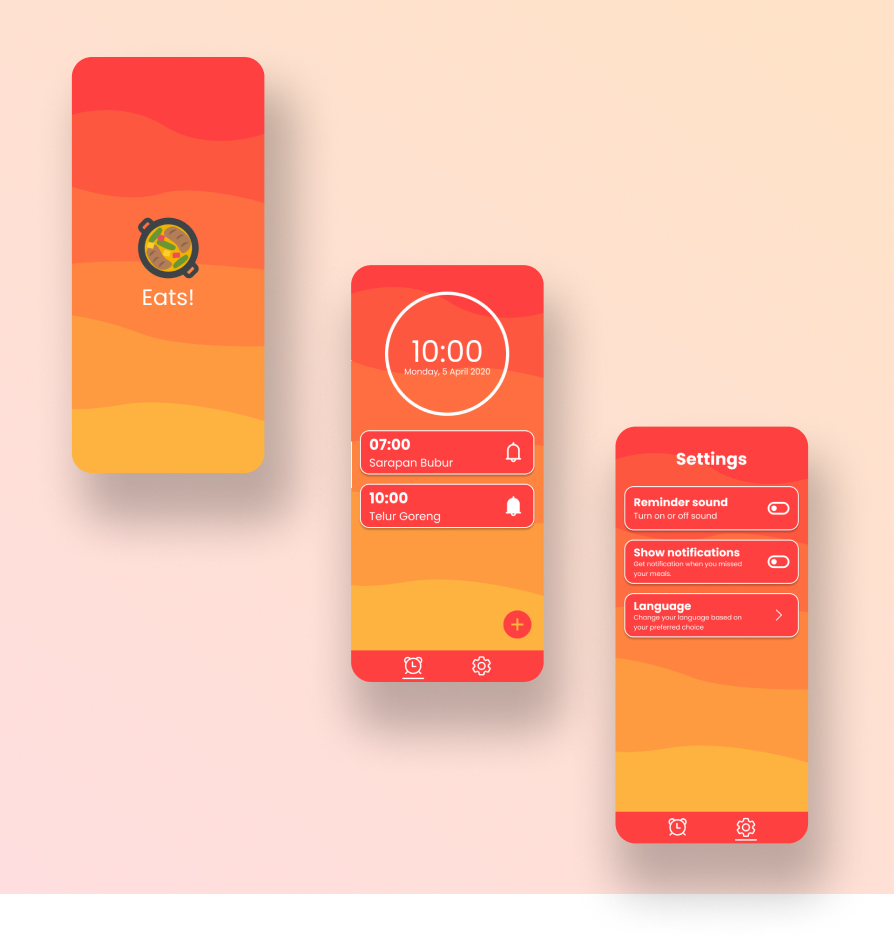 Eats!
10:00
Monday, 5 April 2020
07:00
Sarapan Bubur
10:00
Telur Goreng
Settings
Reminder sound
Turn on or off sound
Show notifications
Get notification when you missed
your meals.
Language
Change your language based on
your preferred choice